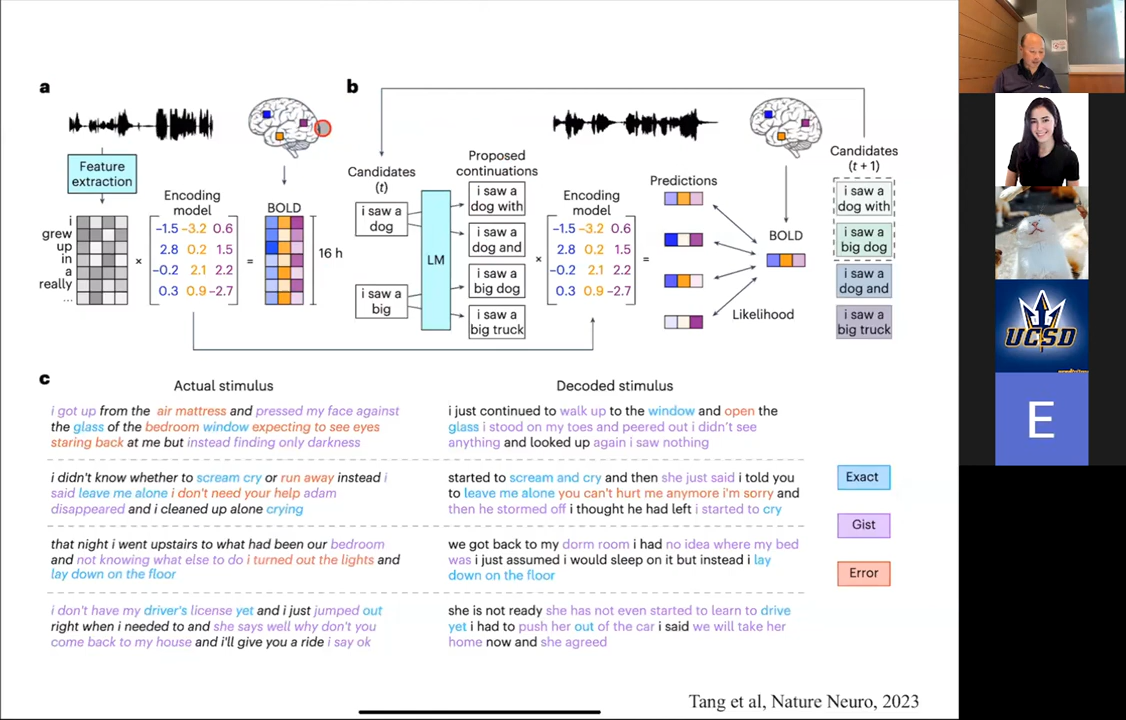 a
b
Feature
extraction
Encoding
model
BOLD
i
grew
up
in
a
really
...
×
−1.5 −3.2 0.6
2.8 0.2 1.5
−0.2 2.1 2.2
0.3 0.9 −2.7
=
16 h
Candidates
(t)
i saw a
dog
i saw a
big
LM
Proposed
continuations
i saw a
dog with
i saw a
dog and
i saw a
big dog
i saw a
big truck
×
Encoding
model
−1.5 −3.2 0.6
2.8 0.2 1.5
−0.2 2.1 2.2
0.3 0.9 −2.7
=
Predictions
BOLD
Likelihood
Candidates
(t + 1)
i saw a
dog with
i saw a
big dog
i saw a
dog and
i saw a
big truck
c
Actual stimulus
Decoded stimulus
i got up from the air mattress and pressed my face against
the glass of the bedroom window expecting to see eyes
staring back at me but instead finding only darkness
i just continued to walk up to the window and open the
glass i stood on my toes and peered out i didn't see
anything and looked up again i saw nothing
i didn't know whether to scream cry or run away instead i
said leave me alone i don't need your help adam
disappeared and i cleaned up alone crying
started to scream and cry and then she just said i told you
to leave me alone you can't hurt me anymore i'm sorry and
then he stormed off i thought he had left i started to cry
that night i went upstairs to what had been our bedroom
and not knowing what else to do i turned out the lights and
lay down on the floor
we got back to my dorm room i had no idea where my bed
was i just assumed i would sleep on it but instead i lay
down on the floor
i don't have my driver's license yet and i just jumped out
right when i needed to and she says well why don't you
come back to my house and i'll give you a ride i say ok
she is not ready she has not even started to learn to drive
yet i had to push her out of the car i said we will take her
home now and she agreed
Exact
Gist
Error
Tang et al, Nature Neuro, 2023
UCSD
E